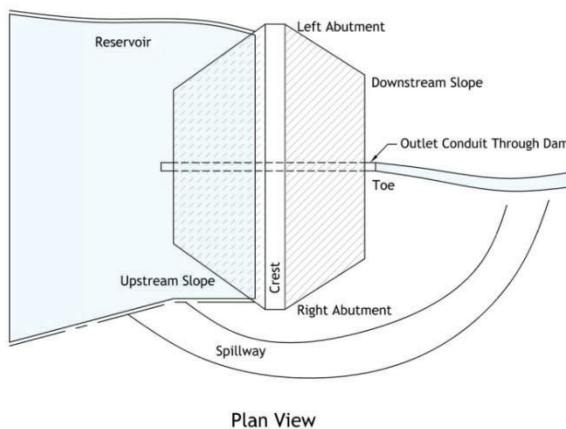 Left Abutment
Reservoir
Downstream Slope
Outlet Conduit Through Dam
Toe
Upstream Slope
Crest
Right Abutment
Spillway
Plan View